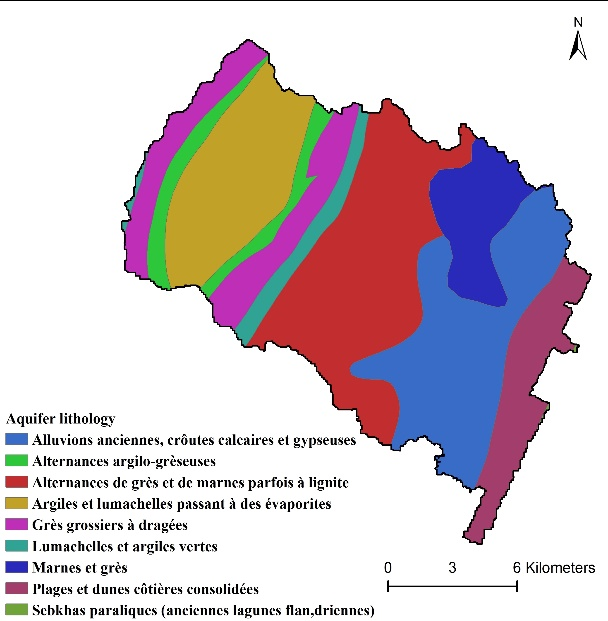 N
Aquifer lithology
Alluvions anciennes, crôutes calcaires et gypseuses
Alternances argilo-grèseuses
Alternances de grès et de marnes parfois à lignite
Argiles et lumachelles passant à des évaporites
Grès grossiers à dragées
Lumachelles et argiles vertes
Marnes et grès
Plages et dunes côtières consolidées
Sebkhas paraliques (anciennes lagunes flan,driennes)
0 3 6 Kilometers